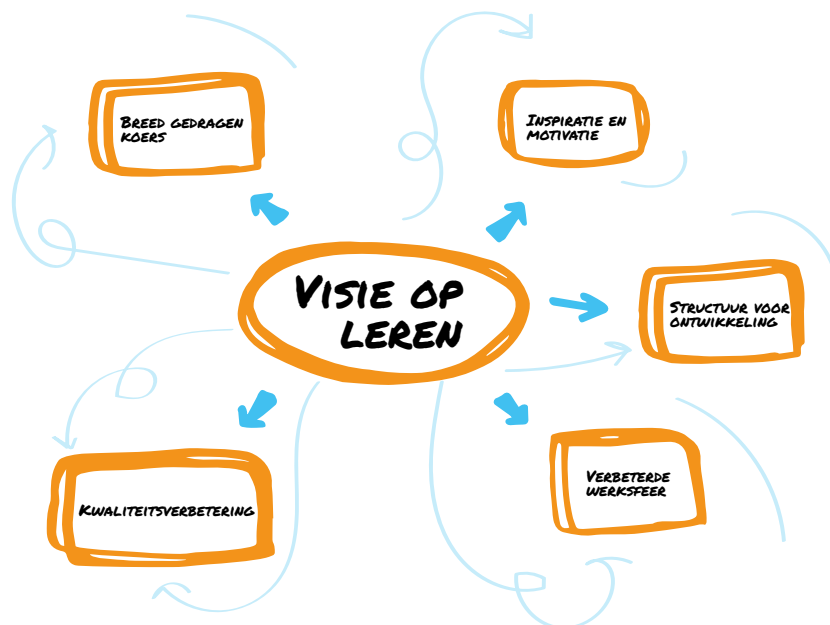 Breed gedragen
koers
Inspiratie en
motivatie
Visie op
leren
Structuur voor
ontwikkeling
Verbeterde
werksfeer
Kwaliteitsverbetering